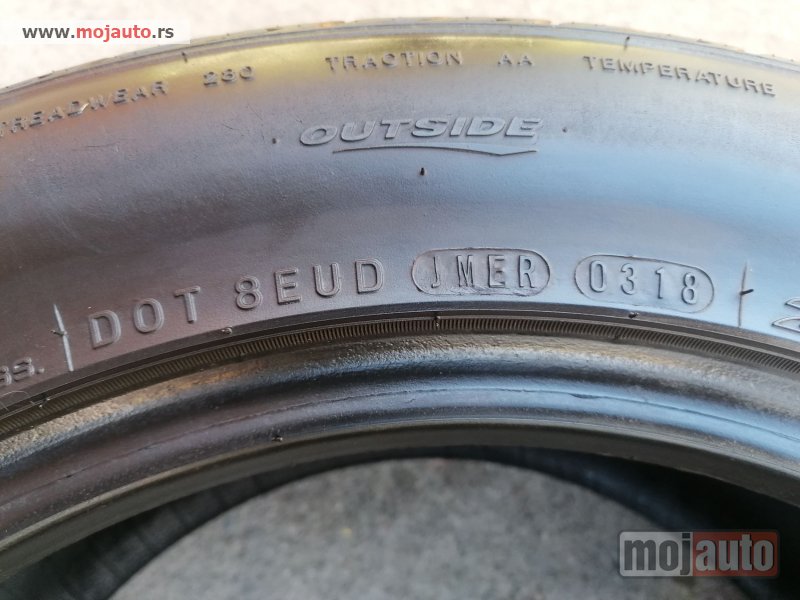 www.mojauto.rs
TREADWEAR 280 TRACTION AA TEMPERATURE
OUTSIDE
DOT 8EUD JMER 0318
mojauto